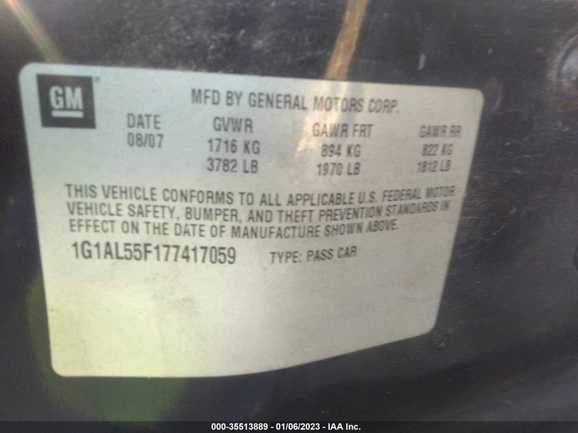 GM
MFD BY GENERAL MOTORS CORP.
DATE GVWR GAWR FRT GAWR RR
08/07 1716 KG 894 KG 822 KG
3782 LB 1970 LB 1812 LB
THIS VEHICLE CONFORMS TO ALL APPLICABLE U.S. FEDERAL MOTOR
VEHICLE SAFETY, BUMPER, AND THEFT PREVENTION STANDARDS IN
EFFECT ON THE DATE OF MANUFACTURE SHOWN ABOVE.
1G1AL55F177417059 TYPE: PASS CAR
000-35513889 - 01/06/2023 - IAA Inc.